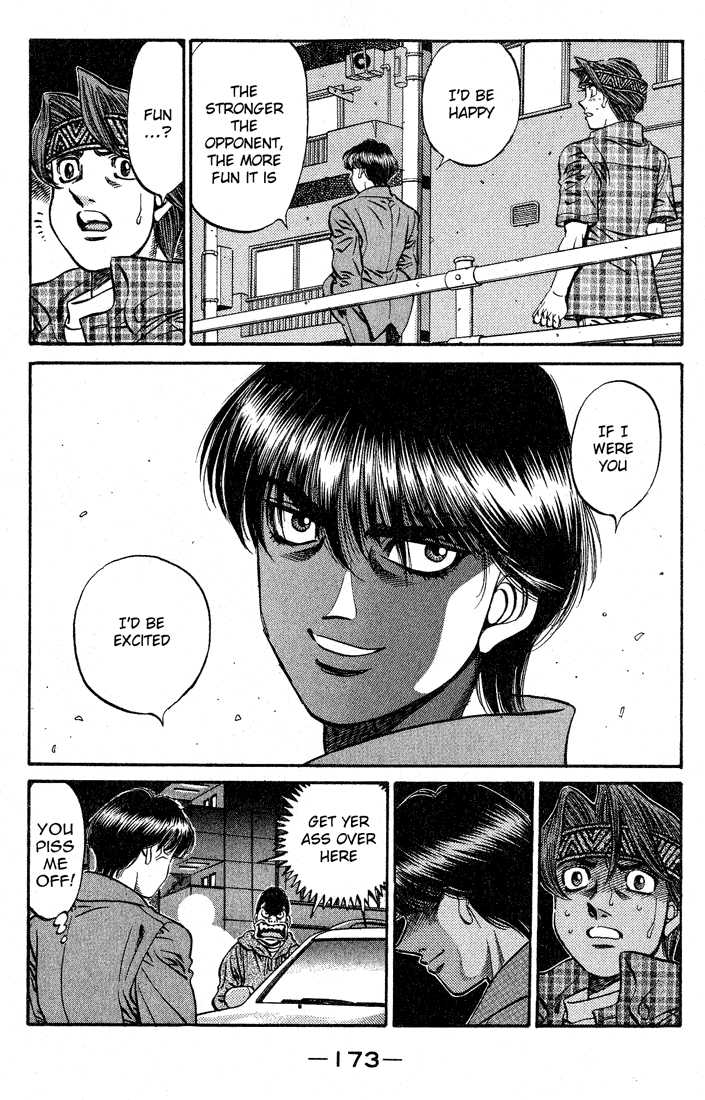 I'D BE
HAPPY
THE
STRONGER
THE
OPPONENT,
THE MORE
FUN IT IS
FUN
...?
IF I
WERE
YOU
I'D BE
EXCITED
GET YER
ASS OVER
HERE
YOU
PISS
ME
OFF!
—173—